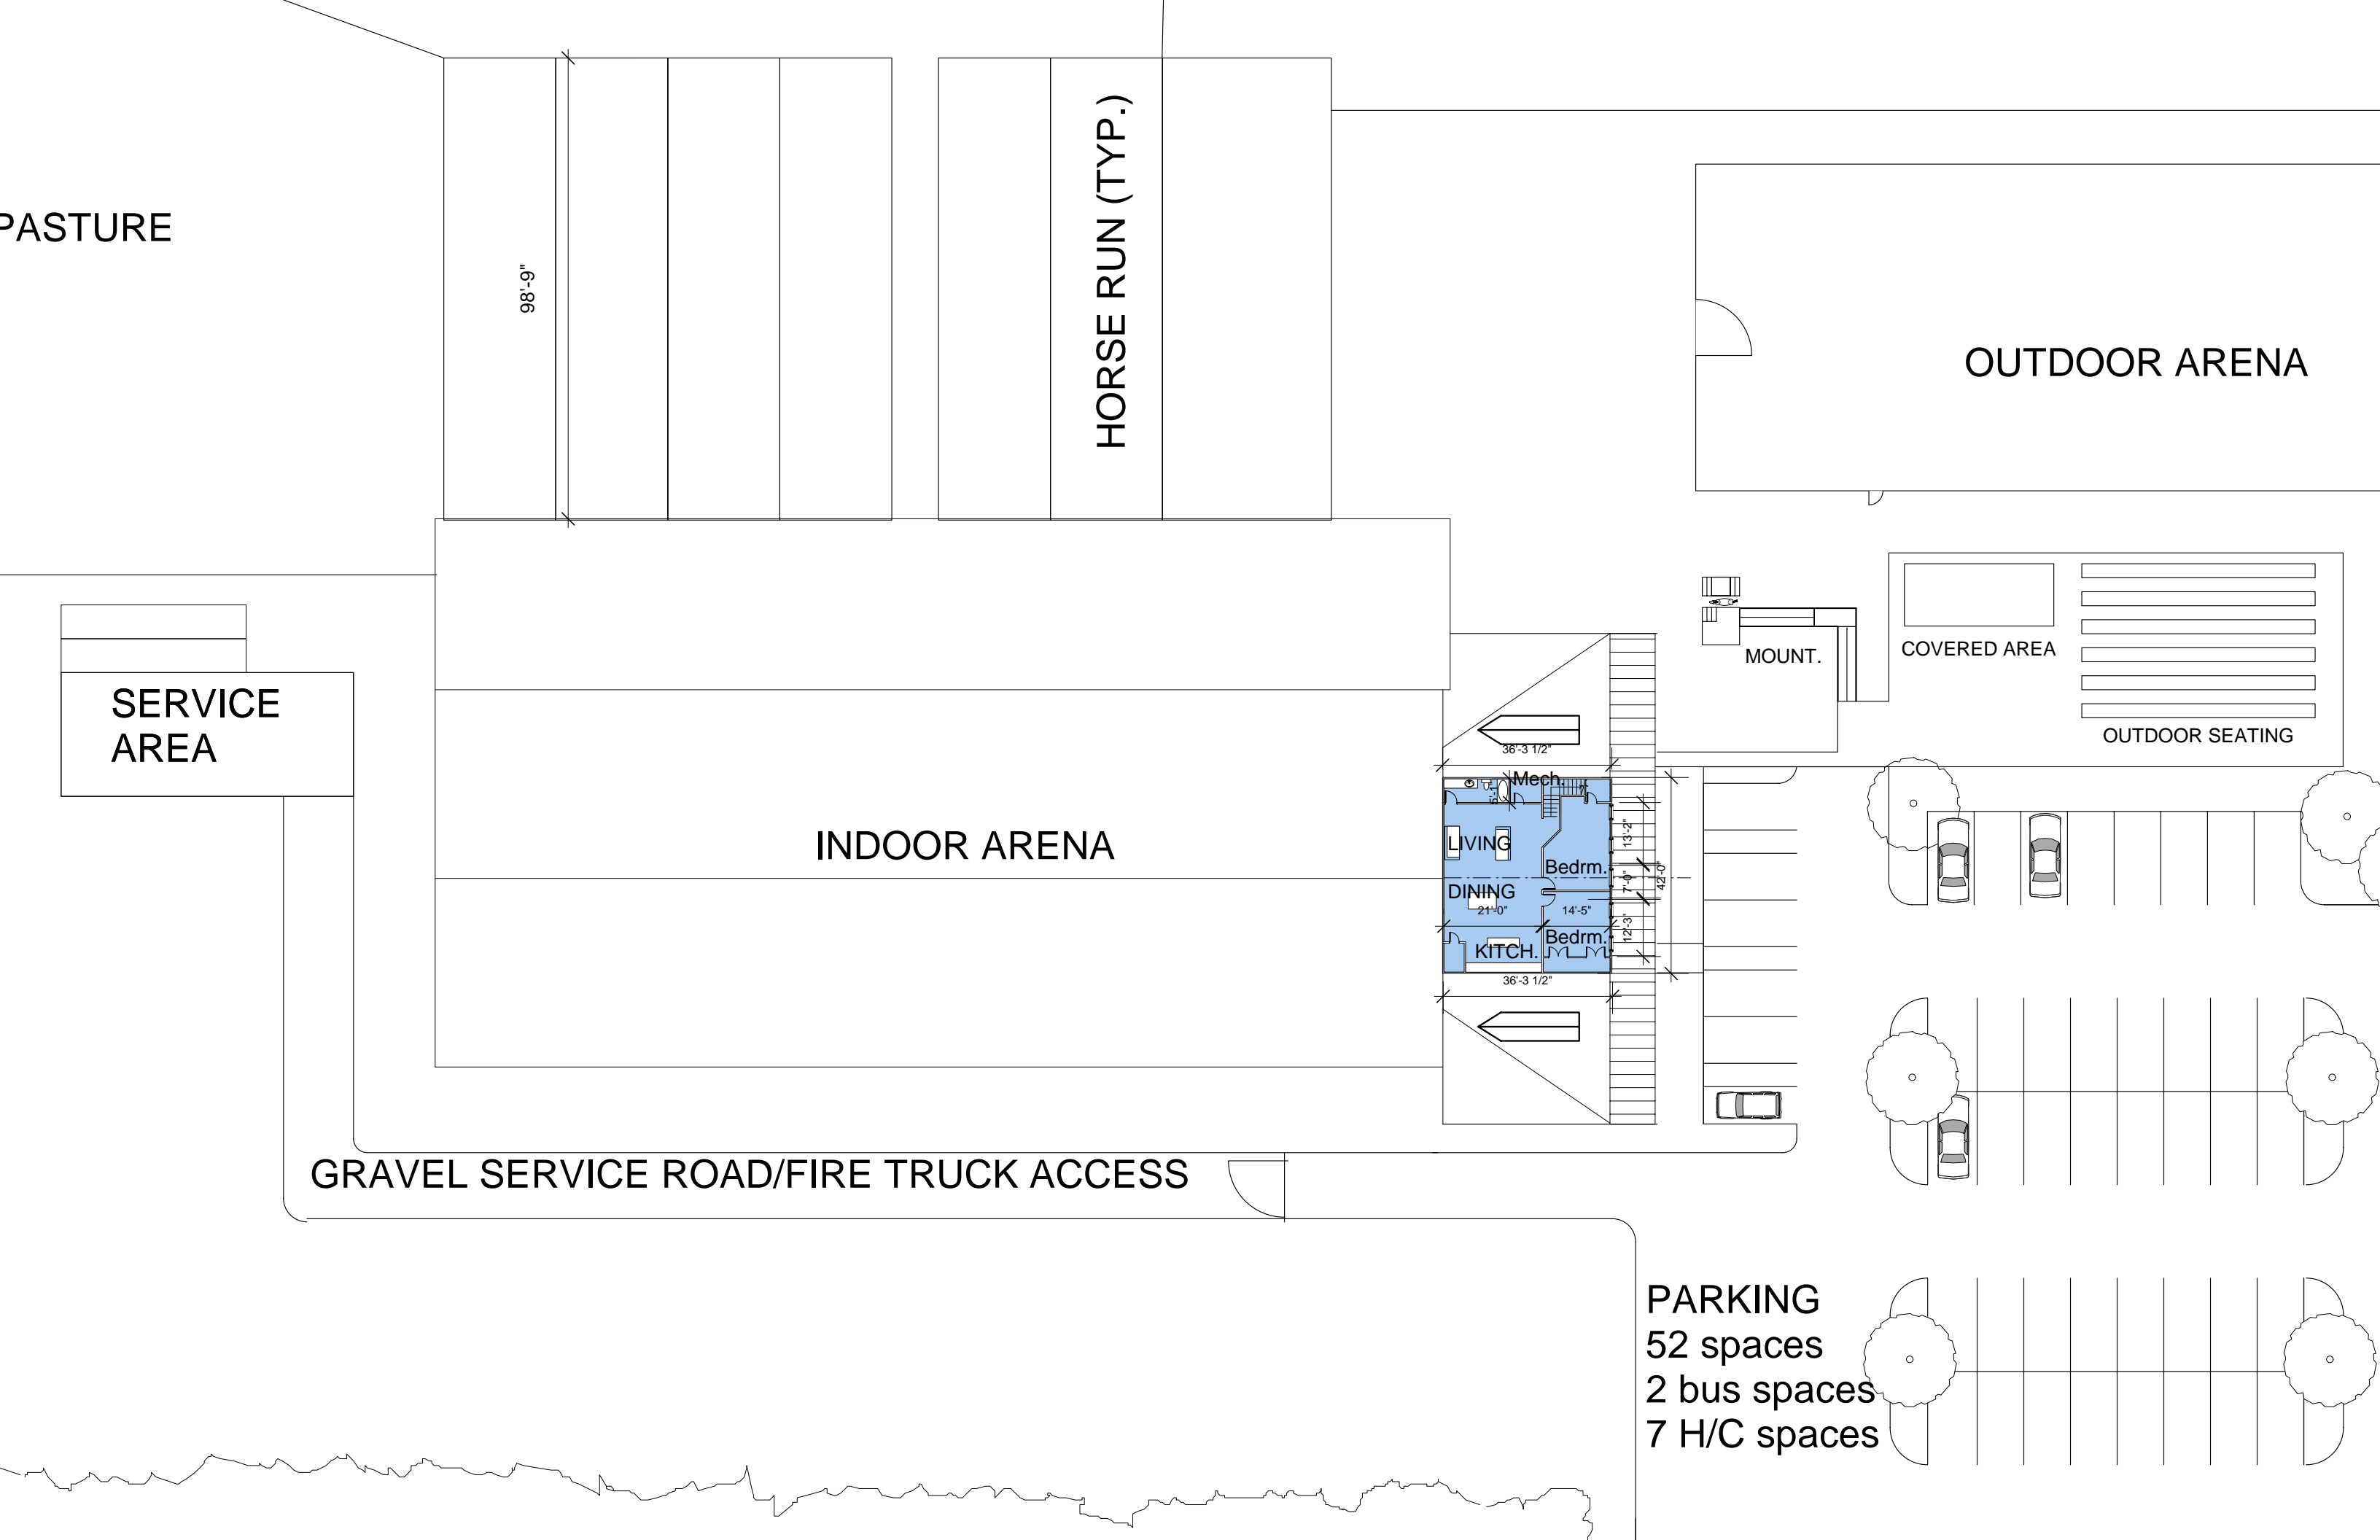 PASTURE
98'-9"
HORSE RUN (TYP.)
OUTDOOR ARENA
SERVICE
AREA
MOUNT.
COVERED AREA
OUTDOOR SEATING
36'-3 1/2"
Mech.
5'-1"
LIVING
13'-2"
INDOOR ARENA
Bedrm.
7'-0"
42'-0"
DINING
21'-0"
14'-5"
12'-3"
Bedrm.
KITCH.
36'-3 1/2"
GRAVEL SERVICE ROAD/FIRE TRUCK ACCESS
PARKING
52 spaces
2 bus spaces
7 H/C spaces